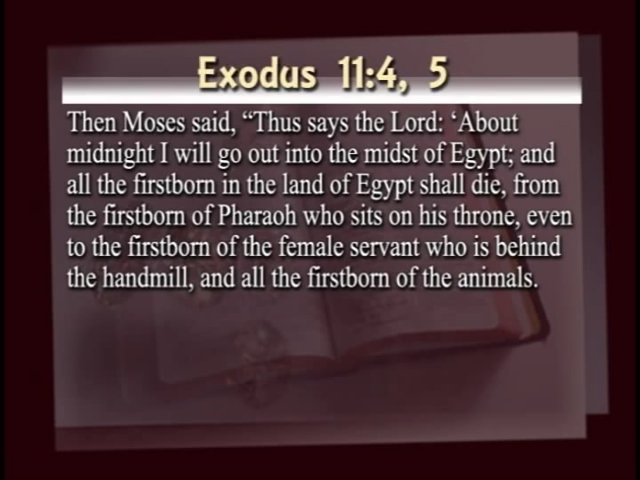 Exodus 11:4, 5
Then Moses said, “Thus says the Lord: ‘About
midnight I will go out into the midst of Egypt; and
all the firstborn in the land of Egypt shall die, from
the firstborn of Pharaoh who sits on his throne, even
to the firstborn of the female servant who is behind
the handmill, and all the firstborn of the animals.